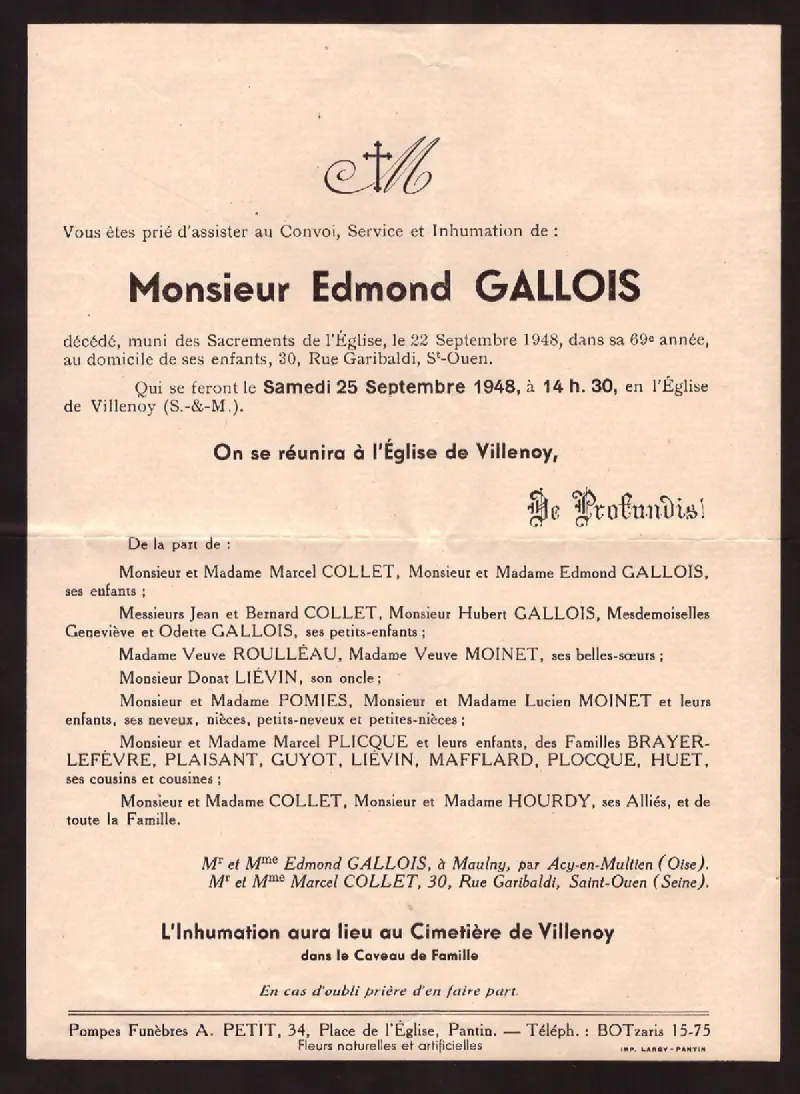 M
Vous êtes prié d'assister au Convoi, Service et Inhumation de :
Monsieur Edmond GALLOIS
décédé, muni des Sacrements de l'Église, le 22 Septembre 1948, dans sa 69e année,
au domicile de ses enfants, 30, Rue Garibaldi, St-Ouen.
Qui se feront le Samedi 25 Septembre 1948, à 14 h. 30, en l'Église
de Villenoy (S.-&-M.).
On se réunira à l'Église de Villenoy,
De Profundis!
De la part de :
Monsieur et Madame Marcel COLLET, Monsieur et Madame Edmond GALLOIS,
ses enfants ;
Messieurs Jean et Bernard COLLET, Monsieur Hubert GALLOIS, Mesdemoiselles
Geneviève et Odette GALLOIS, ses petits-enfants ;
Madame Veuve ROULLÉAU, Madame Veuve MOINET, ses belles-sœurs ;
Monsieur Donat LIÉVIN, son oncle ;
Monsieur et Madame POMIES, Monsieur et Madame Lucien MOINET et leurs
enfants, ses neveux, nièces, petits-neveux et petites-nièces ;
Monsieur et Madame Marcel PLICQUE et leurs enfants, des Familles BRAYER-
LEFÈVRE, PLAISANT, GUYOT, LIÉVIN, MAFFLARD, PLOCQUE, HUET,
ses cousins et cousines ;
Monsieur et Madame COLLET, Monsieur et Madame HOURDY, ses Alliés, et de
toute la Famille.
Mr et Mme Edmond GALLOIS, à Maulny, par Acy-en-Multien (Oise).
Mr et Mme Marcel COLLET, 30, Rue Garibaldi, Saint-Ouen (Seine).
L'Inhumation aura lieu au Cimetière de Villenoy
dans le Caveau de Famille
En cas d'oubli prière d'en faire part.
Pompes Funèbres A. PETIT, 34, Place de l'Église, Pantin. — Téléph. : BOTzaris 15-75
Fleurs naturelles et artificielles
IMP. LARGY - PANTIN